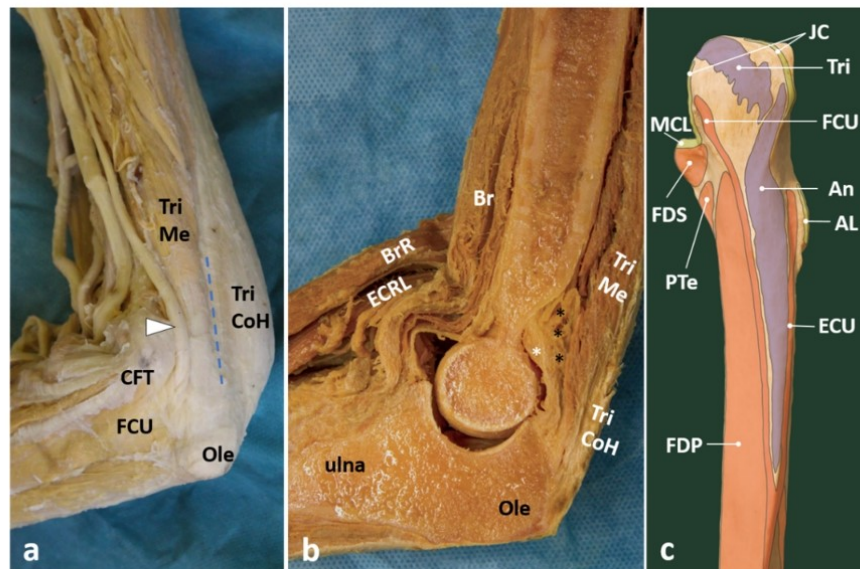 Tri
Me
Tri
CoH
CFT
FCU
Ole
a
Br
BrR
ECRL
Tri
Me
*
*
*
*
Tri
CoH
ulna
Ole
b
JC
Tri
MCL
FCU
An
FDS
AL
PTe
ECU
FDP
c